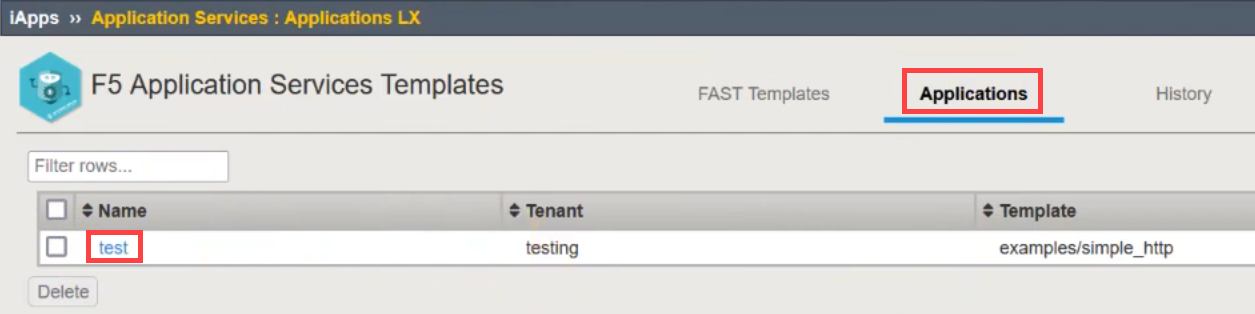 iApps ›› Application Services : Applications LX
F5 Application Services Templates
FAST Templates
Applications
History
Filter rows...
Name Tenant Template
test testing examples/simple_http
Delete